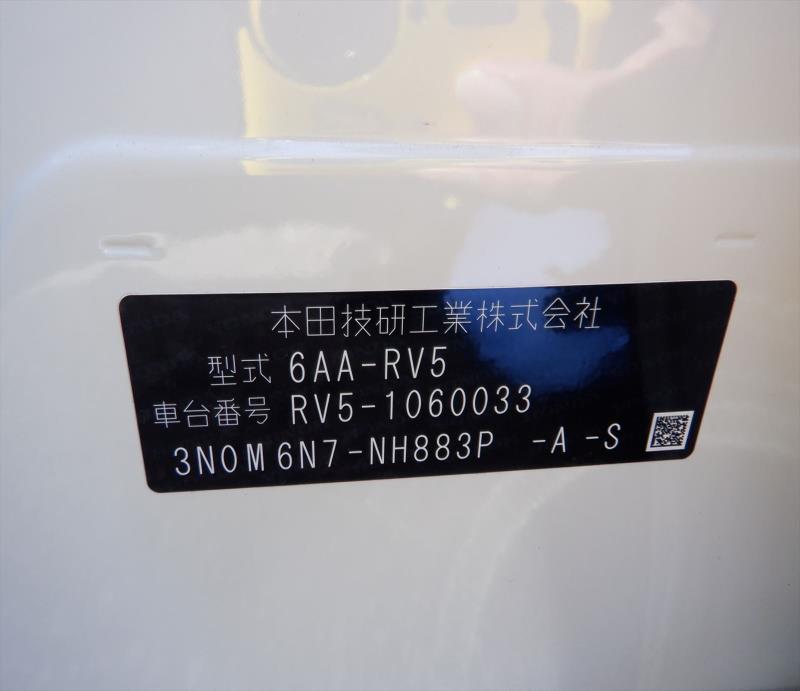 本田技研工業株式会社
型式 6AA-RV5
車台番号 RV5-1060033
3N0M6N7-NH883P -A -S